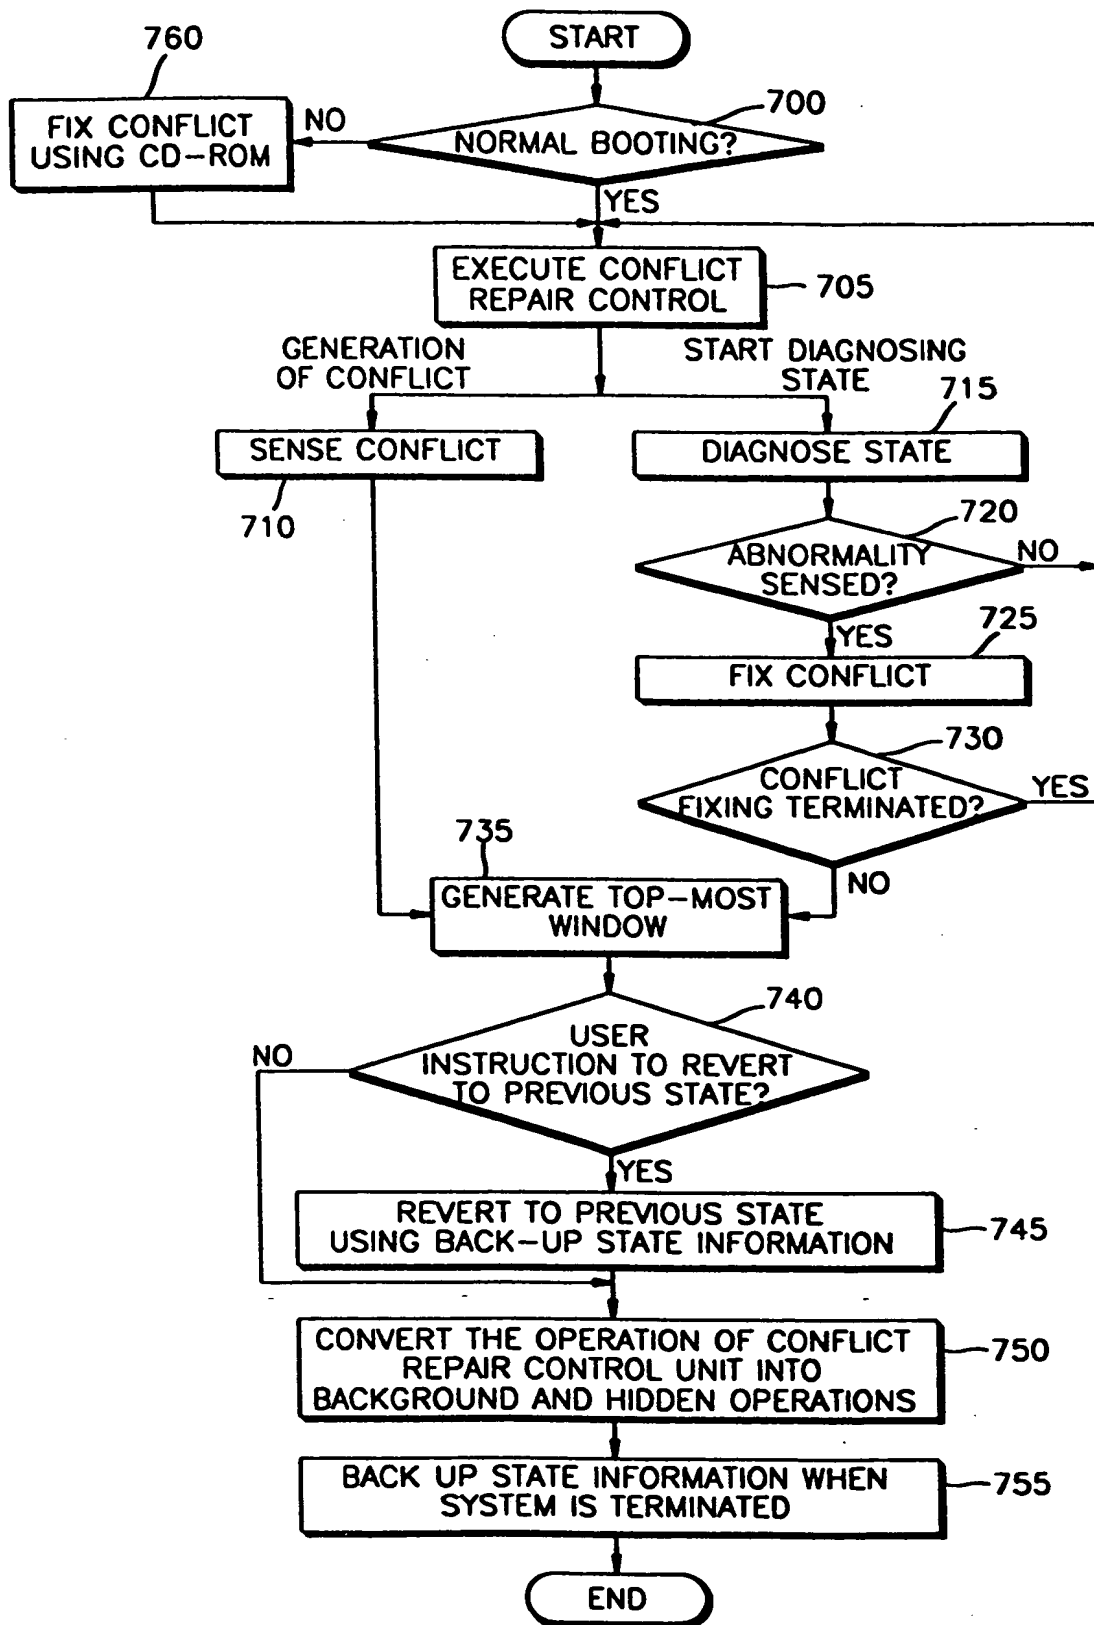 START
760
700
FIX CONFLICT
USING CD-ROM
NO
NORMAL BOOTING?
YES
EXECUTE CONFLICT
REPAIR CONTROL
705
GENERATION
OF CONFLICT
START DIAGNOSING
STATE
715
SENSE CONFLICT
DIAGNOSE STATE
710
720
ABNORMALITY
SENSED?
NO
YES
725
FIX CONFLICT
730
CONFLICT
FIXING TERMINATED?
YES
735
NO
GENERATE TOP-MOST
WINDOW
740
USER
INSTRUCTION TO REVERT
TO PREVIOUS STATE?
NO
YES
REVERT TO PREVIOUS STATE
USING BACK-UP STATE INFORMATION
745
CONVERT THE OPERATION OF CONFLICT
REPAIR CONTROL UNIT INTO
BACKGROUND AND HIDDEN OPERATIONS
750
BACK UP STATE INFORMATION WHEN
SYSTEM IS TERMINATED
755
END